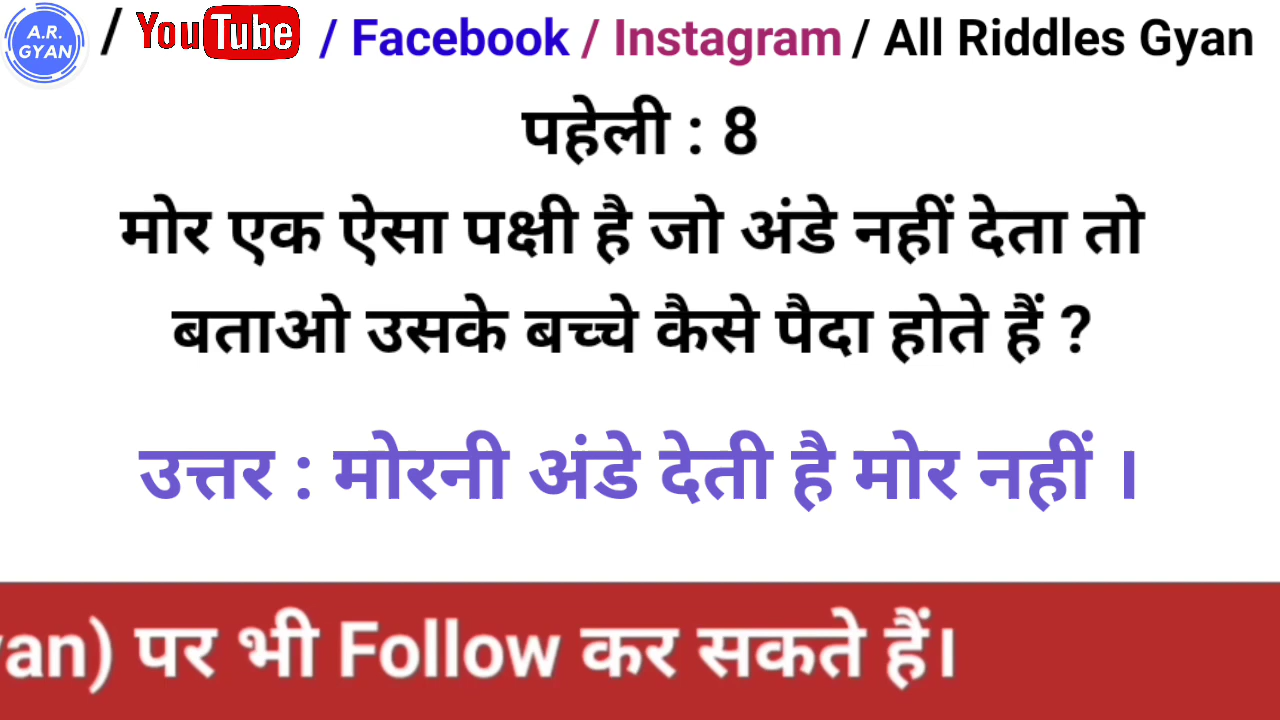 A.R.
GYAN
/ YouTube / Facebook / Instagram / All Riddles Gyan
पहेली : 8
मोर एक ऐसा पक्षी है जो अंडे नहीं देता तो
बताओ उसके बच्चे कैसे पैदा होते हैं ?
उत्तर : मोरनी अंडे देती है मोर नहीं ।
yan) पर भी Follow कर सकते हैं।